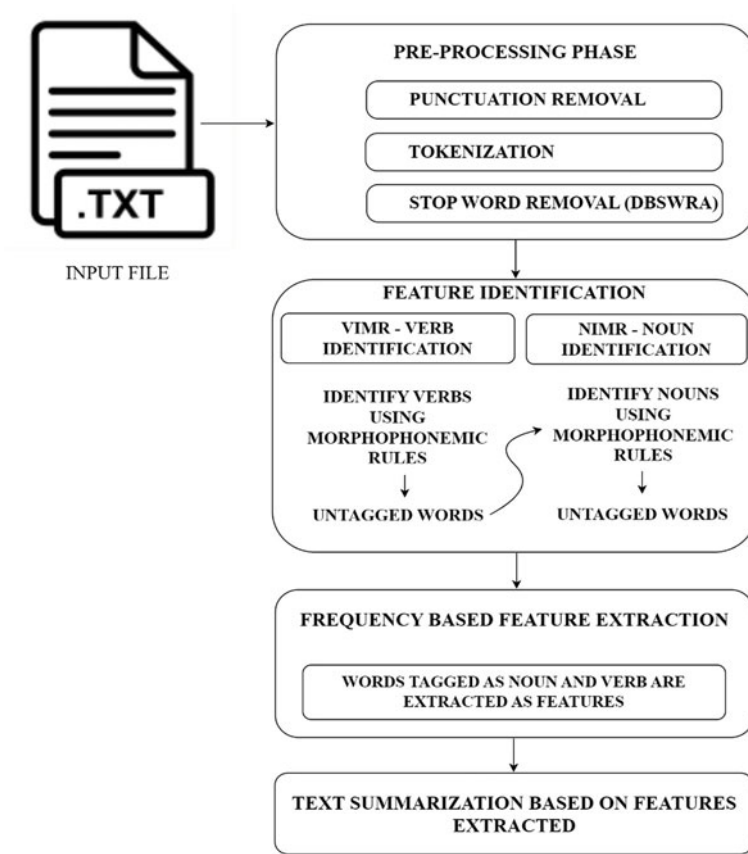 .TXT
INPUT FILE
PRE-PROCESSING PHASE
PUNCTUATION REMOVAL
TOKENIZATION
STOP WORD REMOVAL (DBSWRA)
FEATURE IDENTIFICATION
VIMR - VERB
IDENTIFICATION
IDENTIFY VERBS
USING
MORPHOPHONEMIC
RULES
UNTAGGED WORDS
NIMR - NOUN
IDENTIFICATION
IDENTIFY NOUNS
USING
MORPHOPHONEMIC
RULES
UNTAGGED WORDS
FREQUENCY BASED FEATURE EXTRACTION
WORDS TAGGED AS NOUN AND VERB ARE
EXTRACTED AS FEATURES
TEXT SUMMARIZATION BASED ON FEATURES
EXTRACTED